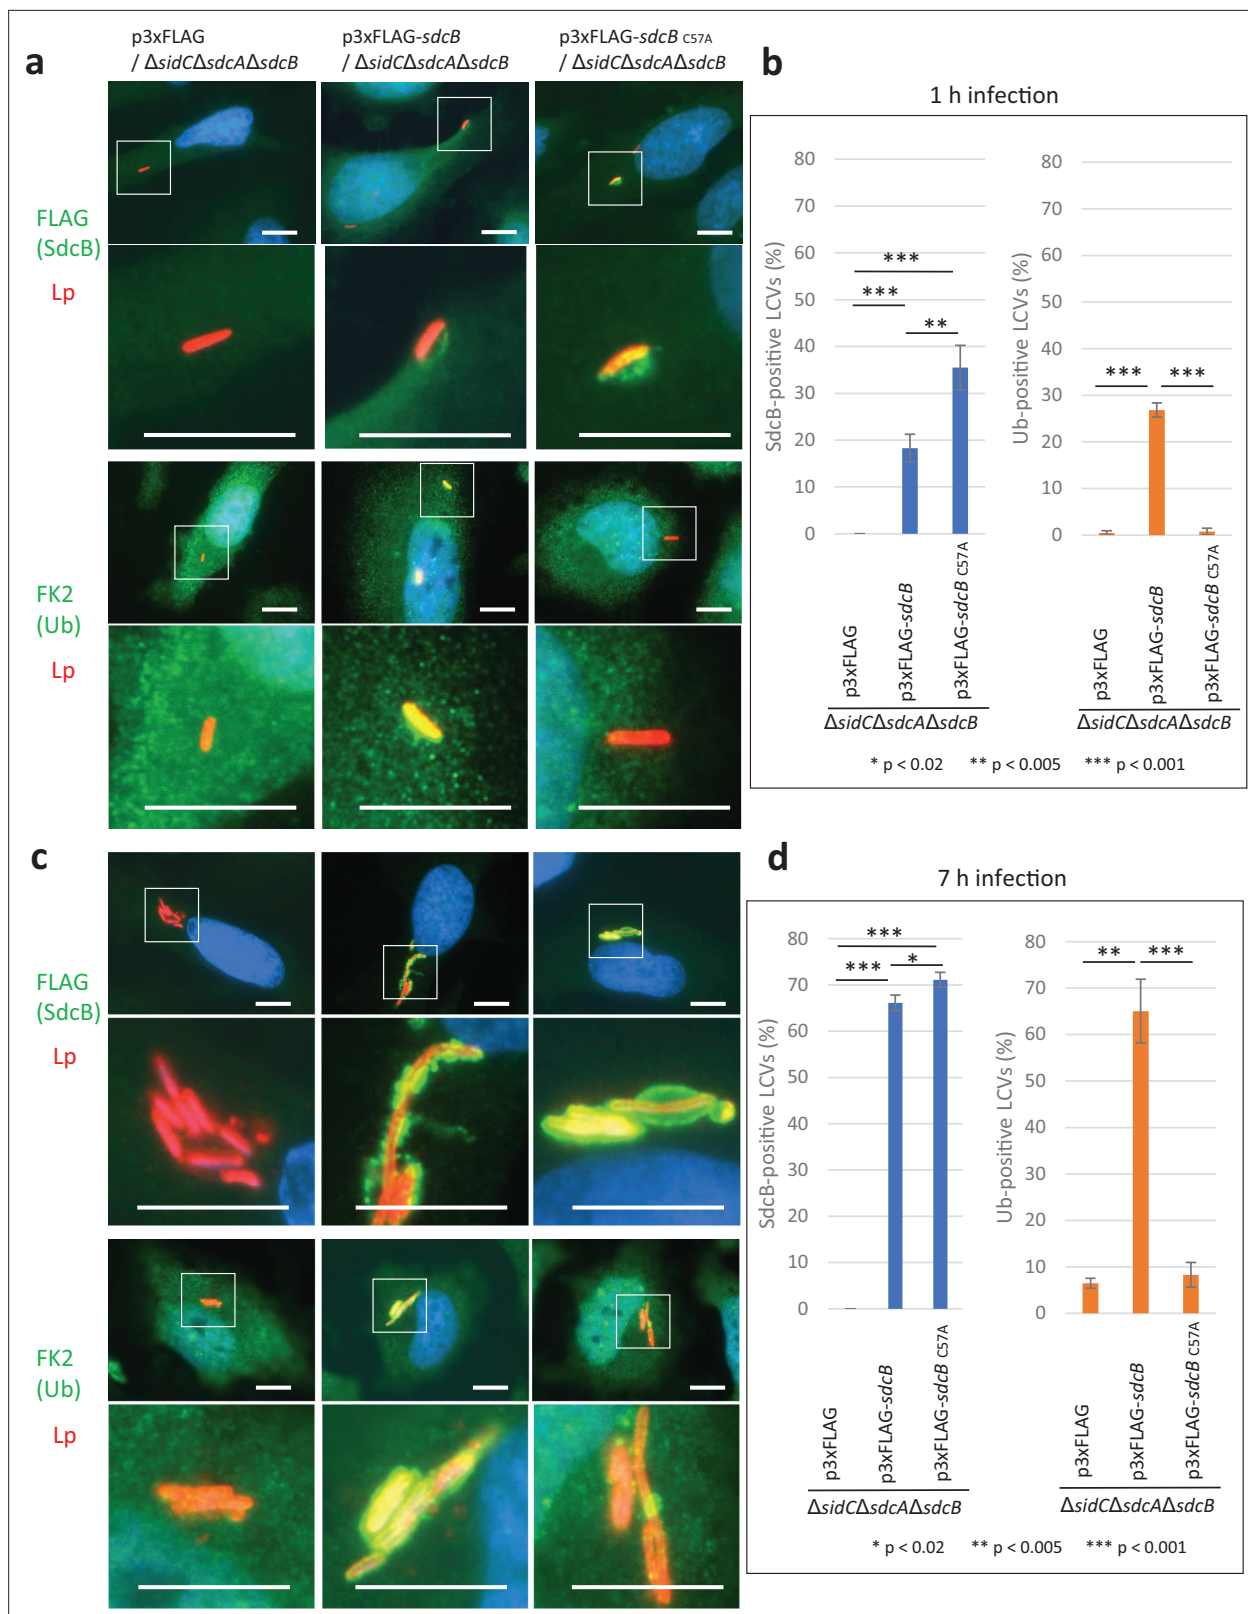 a
p3xFLAG
/ ΔsidCΔsdcAΔsdcB
p3xFLAG-sdcB
/ ΔsidCΔsdcAΔsdcB
p3xFLAG-sdcB C57A
/ ΔsidCΔsdcAΔsdcB
FLAG
(SdcB)
Lp
FK2
(Ub)
Lp
b
1 h infection
SdcB-positive LCVs (%)
80
70
60
50
40
30
20
10
0
***
***
**
p3xFLAG
p3xFLAG-sdcB
p3xFLAG-sdcB C57A
ΔsidCΔsdcAΔsdcB
Ub-positive LCVs (%)
80
70
60
50
40
30
20
10
0
***
***
p3xFLAG
p3xFLAG-sdcB
p3xFLAG-sdcB C57A
ΔsidCΔsdcAΔsdcB
* p < 0.02 ** p < 0.005 *** p < 0.001
c
FLAG
(SdcB)
Lp
FK2
(Ub)
Lp
d
7 h infection
SdcB-positive LCVs (%)
80
70
60
50
40
30
20
10
0
***
***
*
p3xFLAG
p3xFLAG-sdcB
p3xFLAG-sdcB C57A
ΔsidCΔsdcAΔsdcB
Ub-positive LCVs (%)
80
70
60
50
40
30
20
10
0
**
***
p3xFLAG
p3xFLAG-sdcB
p3xFLAG-sdcB C57A
ΔsidCΔsdcAΔsdcB
* p < 0.02 ** p < 0.005 *** p < 0.001